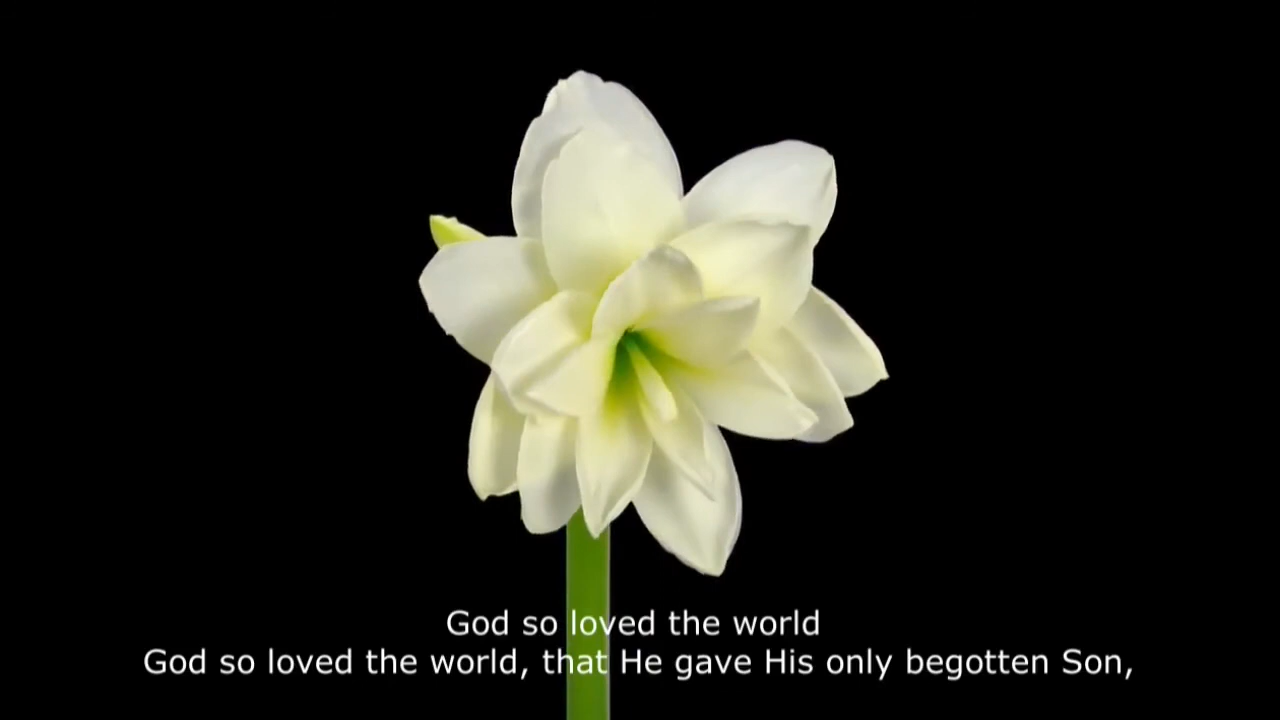 God so loved the world
God so loved the world, that He gave His only begotten Son,